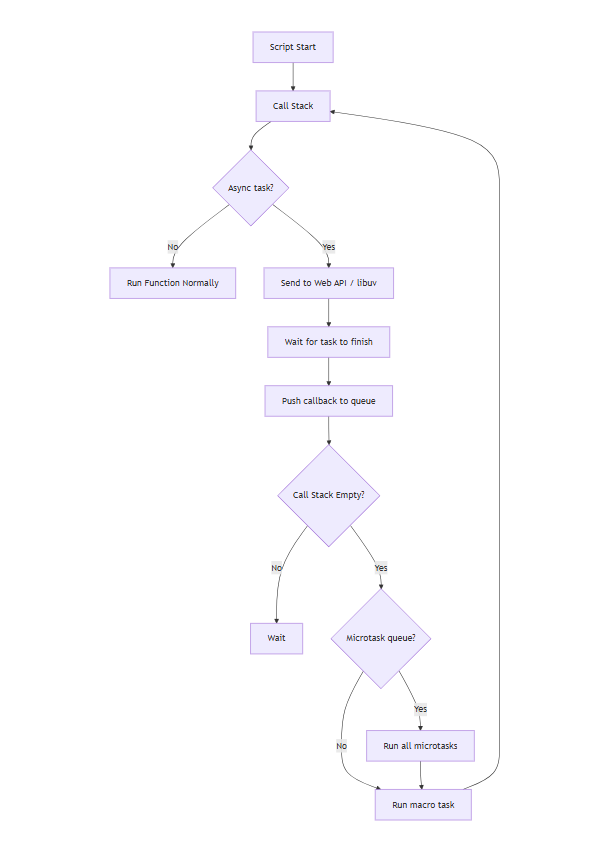 Script Start
Call Stack
Async task?
No
Yes
Run Function Normally
Send to Web API / libuv
Wait for task to finish
Push callback to queue
Call Stack Empty?
No
Yes
Wait
Microtask queue?
Yes
No
Run all microtasks
Run macro task